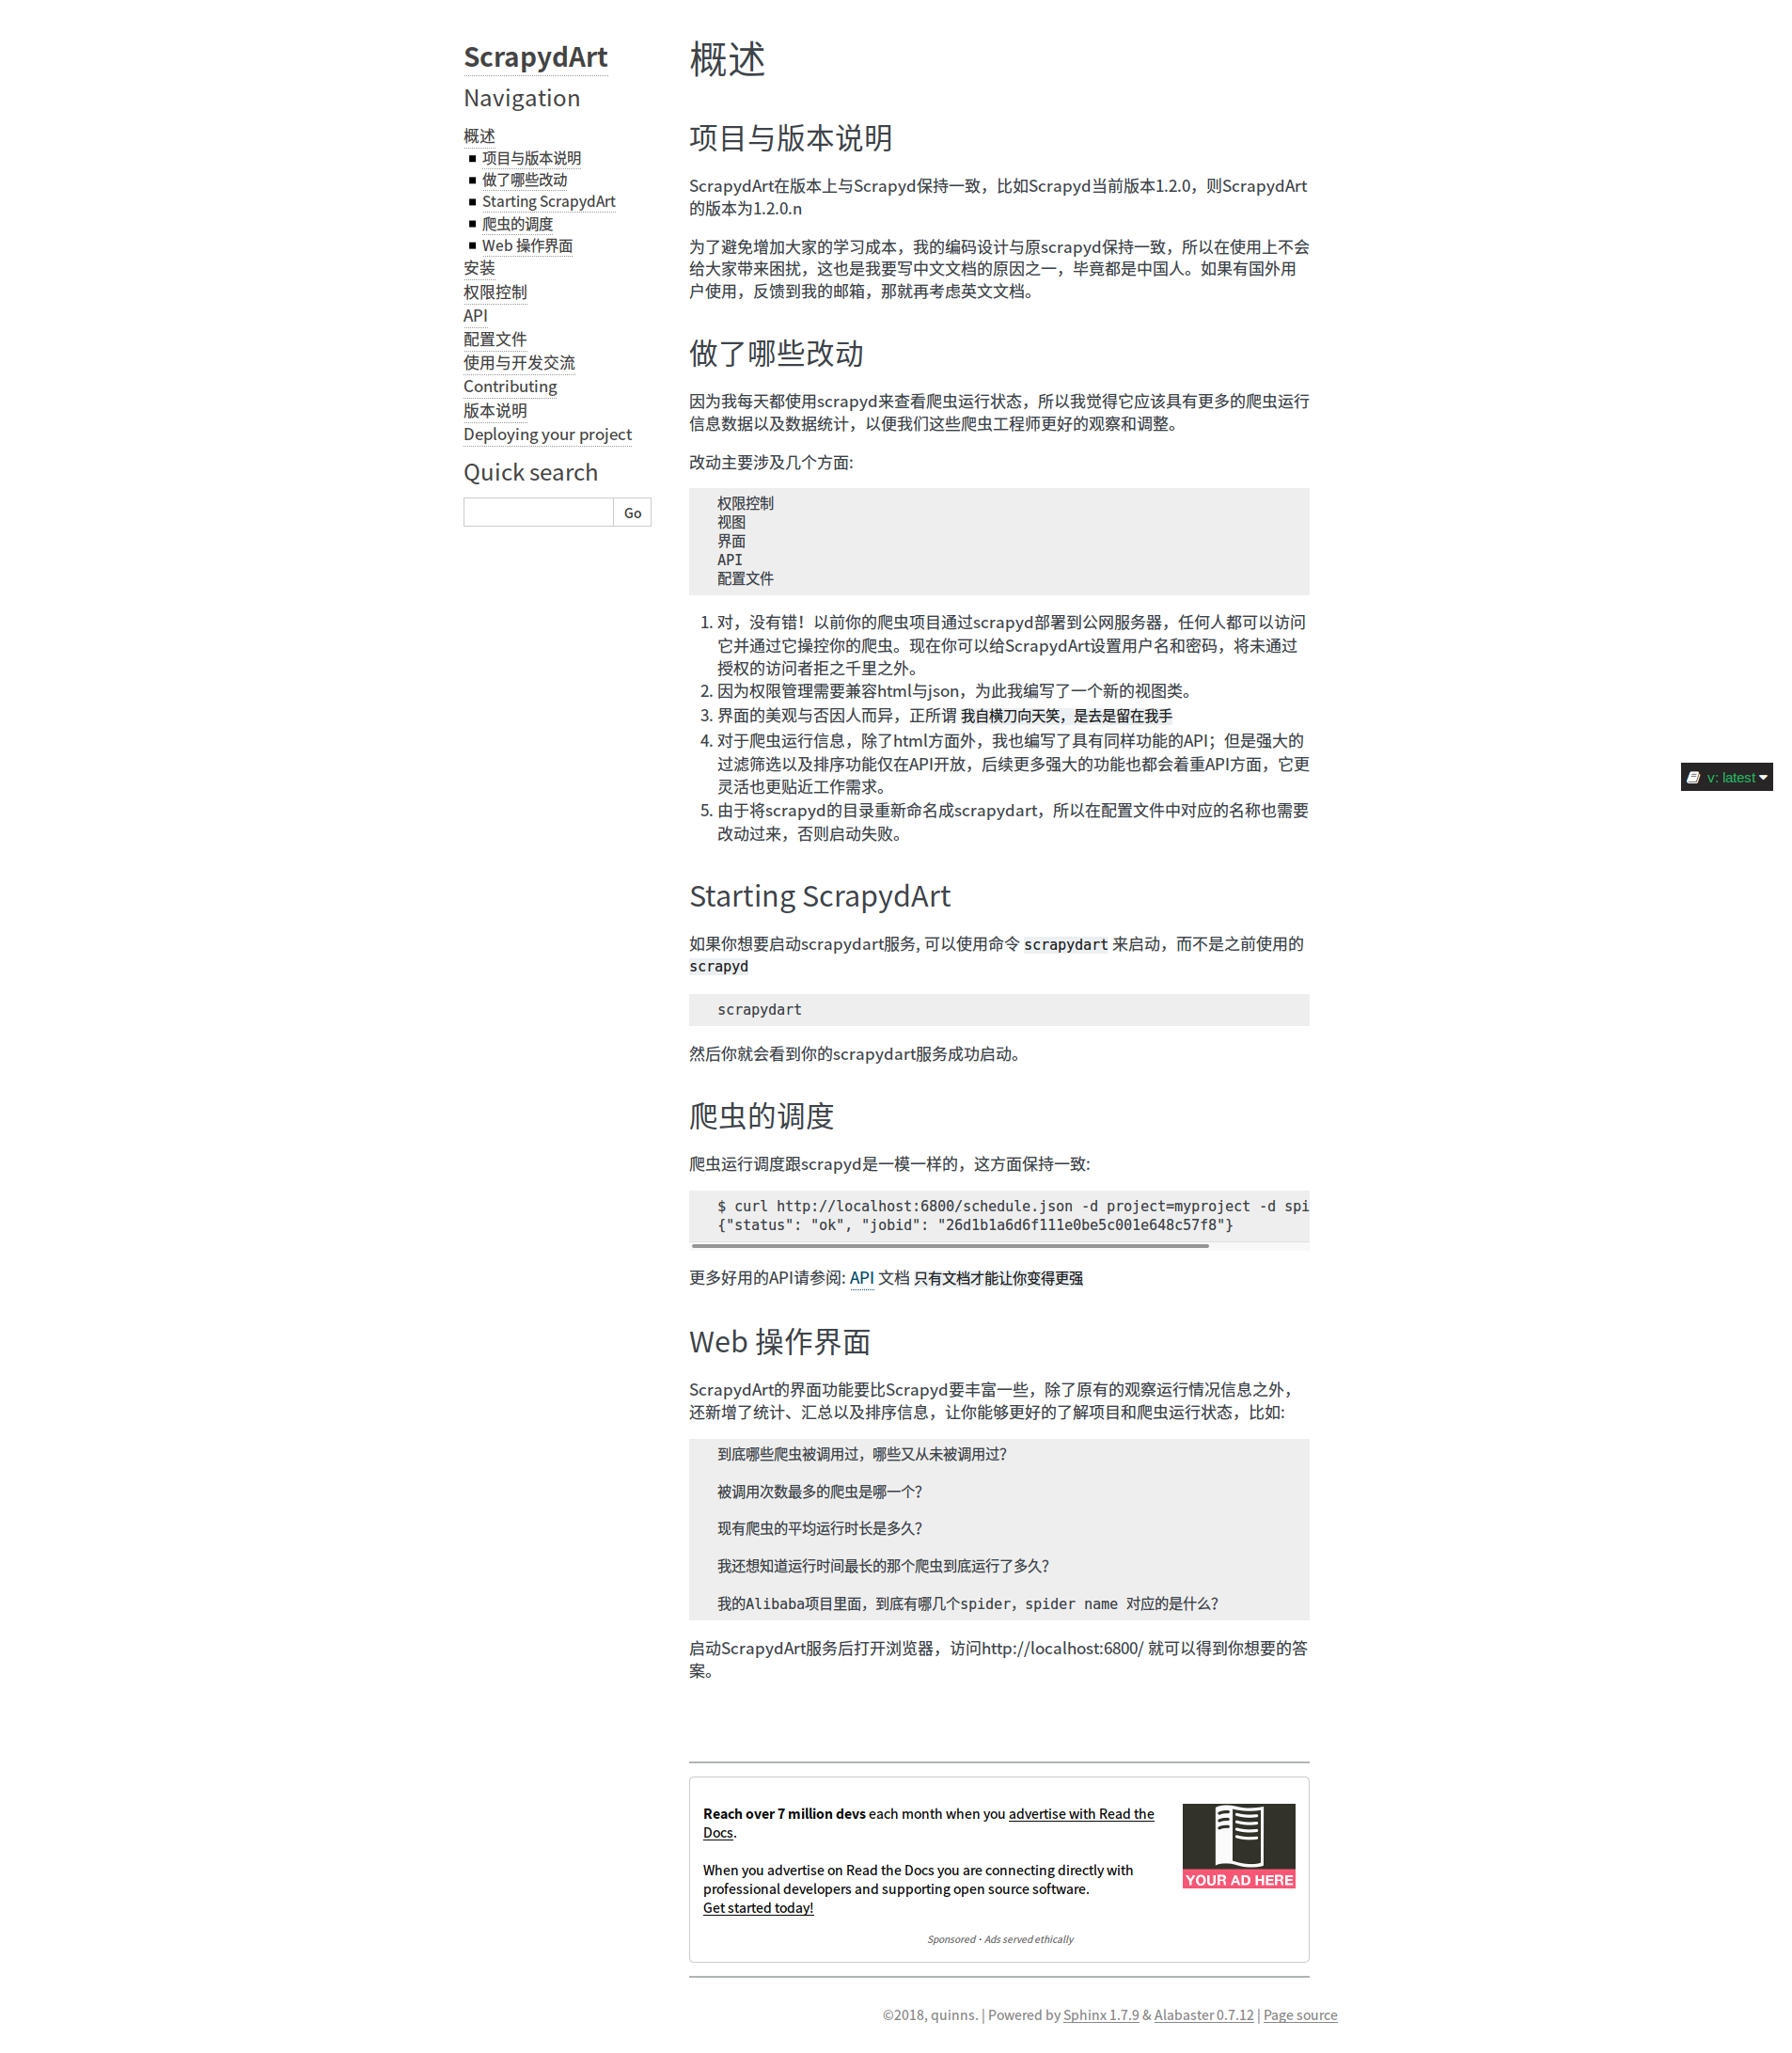 ScrapydArt
Navigation
概述
项目与版本说明
做了哪些改动
Starting ScrapydArt
爬虫的调度
Web 操作界面
安装
权限控制
API
配置文件
使用与开发交流
Contributing
版本说明
Deploying your project
Quick search
Go
概述
项目与版本说明
ScrapydArt在版本上与Scrapyd保持一致，比如Scrapyd当前版本1.2.0，则ScrapydArt
的版本为1.2.0.n
为了避免增加大家的学习成本，我的编码设计与原scrapyd保持一致，所以在使用上不会
给大家带来困扰，这也是我要写中文文档的原因之一，毕竟都是中国人。如果有国外用
户使用，反馈到我的邮箱，那就再考虑英文文档。
做了哪些改动
因为我每天都使用scrapyd来查看爬虫运行状态，所以我觉得它应该具有更多的爬虫运行
信息数据以及数据统计，以便我们这些爬虫工程师更好的观察和调整。
改动主要涉及几个方面:
权限控制
视图
界面
API
配置文件
1. 对，没有错！以前你的爬虫项目通过scrapyd部署到公网服务器，任何人都可以访问
它并通过它操控你的爬虫。现在你可以给ScrapydArt设置用户名和密码，将未通过
授权的访问者拒之千里之外。
2. 因为权限管理需要兼容html与json，为此我编写了一个新的视图类。
3. 界面的美观与否因人而异，正所谓 我自横刀向天笑，是去是留在我手
4. 对于爬虫运行信息，除了html方面外，我也编写了具有同样功能的API；但是强大的
过滤筛选以及排序功能仅在API开放，后续更多强大的功能也都会着重API方面，它更
灵活也更贴近工作需求。
5. 由于将scrapyd的目录重新命名成scrapydart，所以在配置文件中对应的名称也需要
改动过来，否则启动失败。
Starting ScrapydArt
如果你想要启动scrapydart服务, 可以使用命令 scrapydart 来启动，而不是之前使用的
scrapyd
scrapydart
然后你就会看到你的scrapydart服务成功启动。
爬虫的调度
爬虫运行调度跟scrapyd是一模一样的，这方面保持一致:
$ curl http://localhost:6800/schedule.json -d project=myproject -d spi
{"status": "ok", "jobid": "26d1b1a6d6f111e0be5c001e648c57f8"}
更多好用的API请参阅: API 文档 只有文档才能让你变得更强
Web 操作界面
ScrapydArt的界面功能要比Scrapyd要丰富一些，除了原有的观察运行情况信息之外，
还新增了统计、汇总以及排序信息，让你能够更好的了解项目和爬虫运行状态，比如:
到底哪些爬虫被调用过，哪些又从未被调用过？
被调用次数最多的爬虫是哪一个？
现有爬虫的平均运行时长是多久？
我还想知道运行时间最长的那个爬虫到底运行了多久？
我的Alibaba项目里面，到底有哪几个spider，spider name 对应的是什么？
启动ScrapydArt服务后打开浏览器，访问http://localhost:6800/ 就可以得到你想要的答
案。
v: latest
Reach over 7 million devs each month when you advertise with Read the
Docs.
When you advertise on Read the Docs you are connecting directly with
professional developers and supporting open source software.
Get started today!
YOUR AD HERE
Sponsored · Ads served ethically
©2018, quinns. | Powered by Sphinx 1.7.9 & Alabaster 0.7.12 | Page source